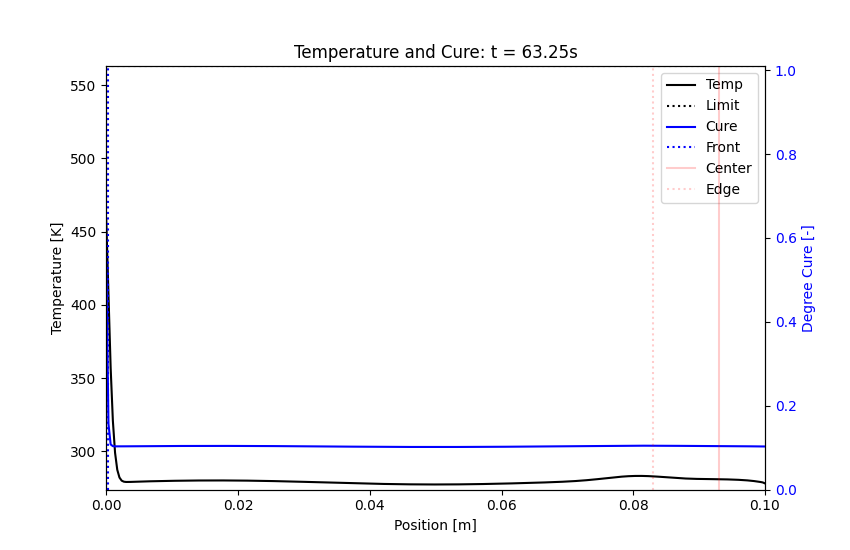 Temperature and Cure: t = 63.25s
550
500
450
400
350
300
Temperature [K]
1.0
0.8
0.6
0.4
0.2
0.0
Degree Cure [-]
Temp
Limit
Cure
Front
Center
Edge
0.00 0.02 0.04 0.06 0.08 0.10
Position [m]